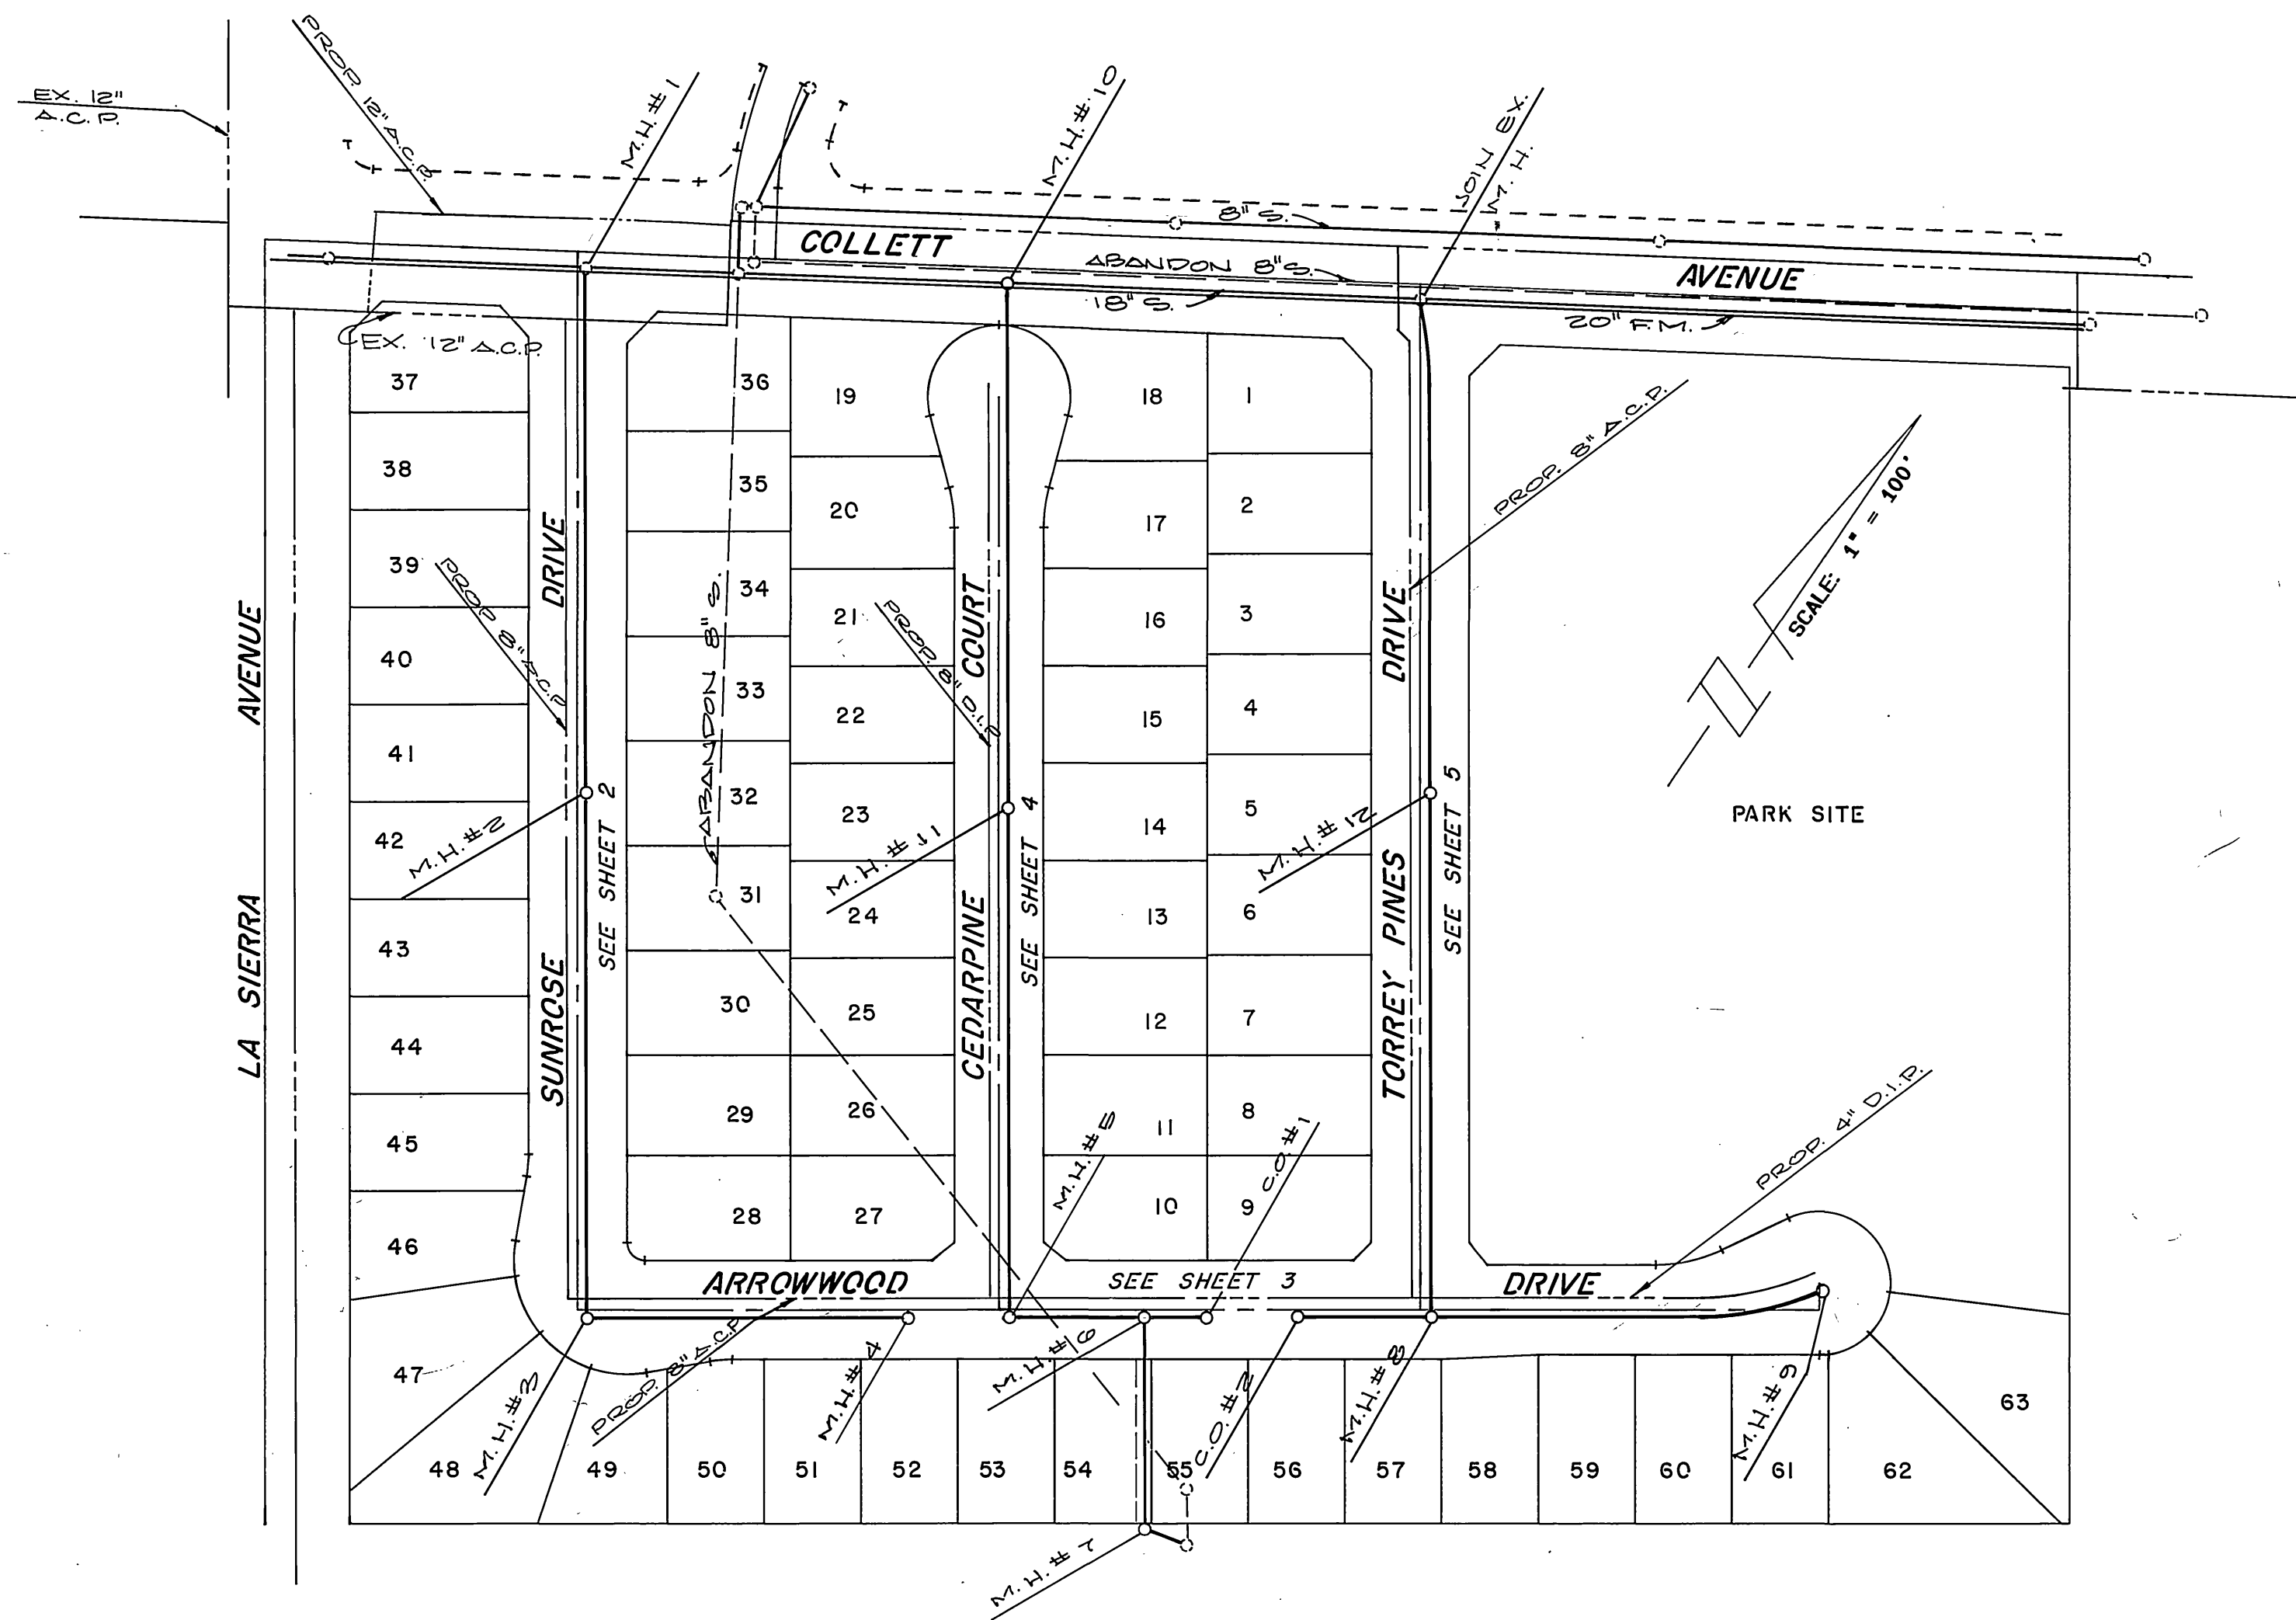 EX. 12"
A.C.P.
PROP. 12" A.C.P.
M.H. # 1
M.H. # 10
JOIN EX.
M.H.
8" S.
COLLETT
AVENUE
ABANDON 8" S.
18" S.
20" F.M.
EX. 12" A.C.P.
37
38
39
40
41
42
43
44
45
46
47
48
49
50
51
52
53
54
55
56
57
58
59
60
61
62
63
36
35
34
33
32
31
30
29
28
19
20
21
22
23
24
25
26
27
18
17
16
15
14
13
12
11
10
1
2
3
4
5
6
7
8
9
LA SIERRA AVENUE
SUNROSE DRIVE
PROP. 8" A.C.P.
SEE SHEET 2
M.H. # 2
ABANDON 8" S.
CEDARPINE COURT
PROP. 8" D.I.P.
SEE SHEET 4
M.H. # 11
TORREY PINES DRIVE
PROP. 8" A.C.P.
SEE SHEET 5
M.H. # 12
SCALE: 1" = 100'
PARK SITE
PROP. 4" D.I.P.
M.H. # 5
C.O. # 1
ARROWWOOD
SEE SHEET 3
DRIVE
M.H. # 3
PROP. 8" A.C.P.
M.H. # 4
M.H. # 6
C.O. # 2
M.H. # 8
M.H. # 9
M.H. # 7